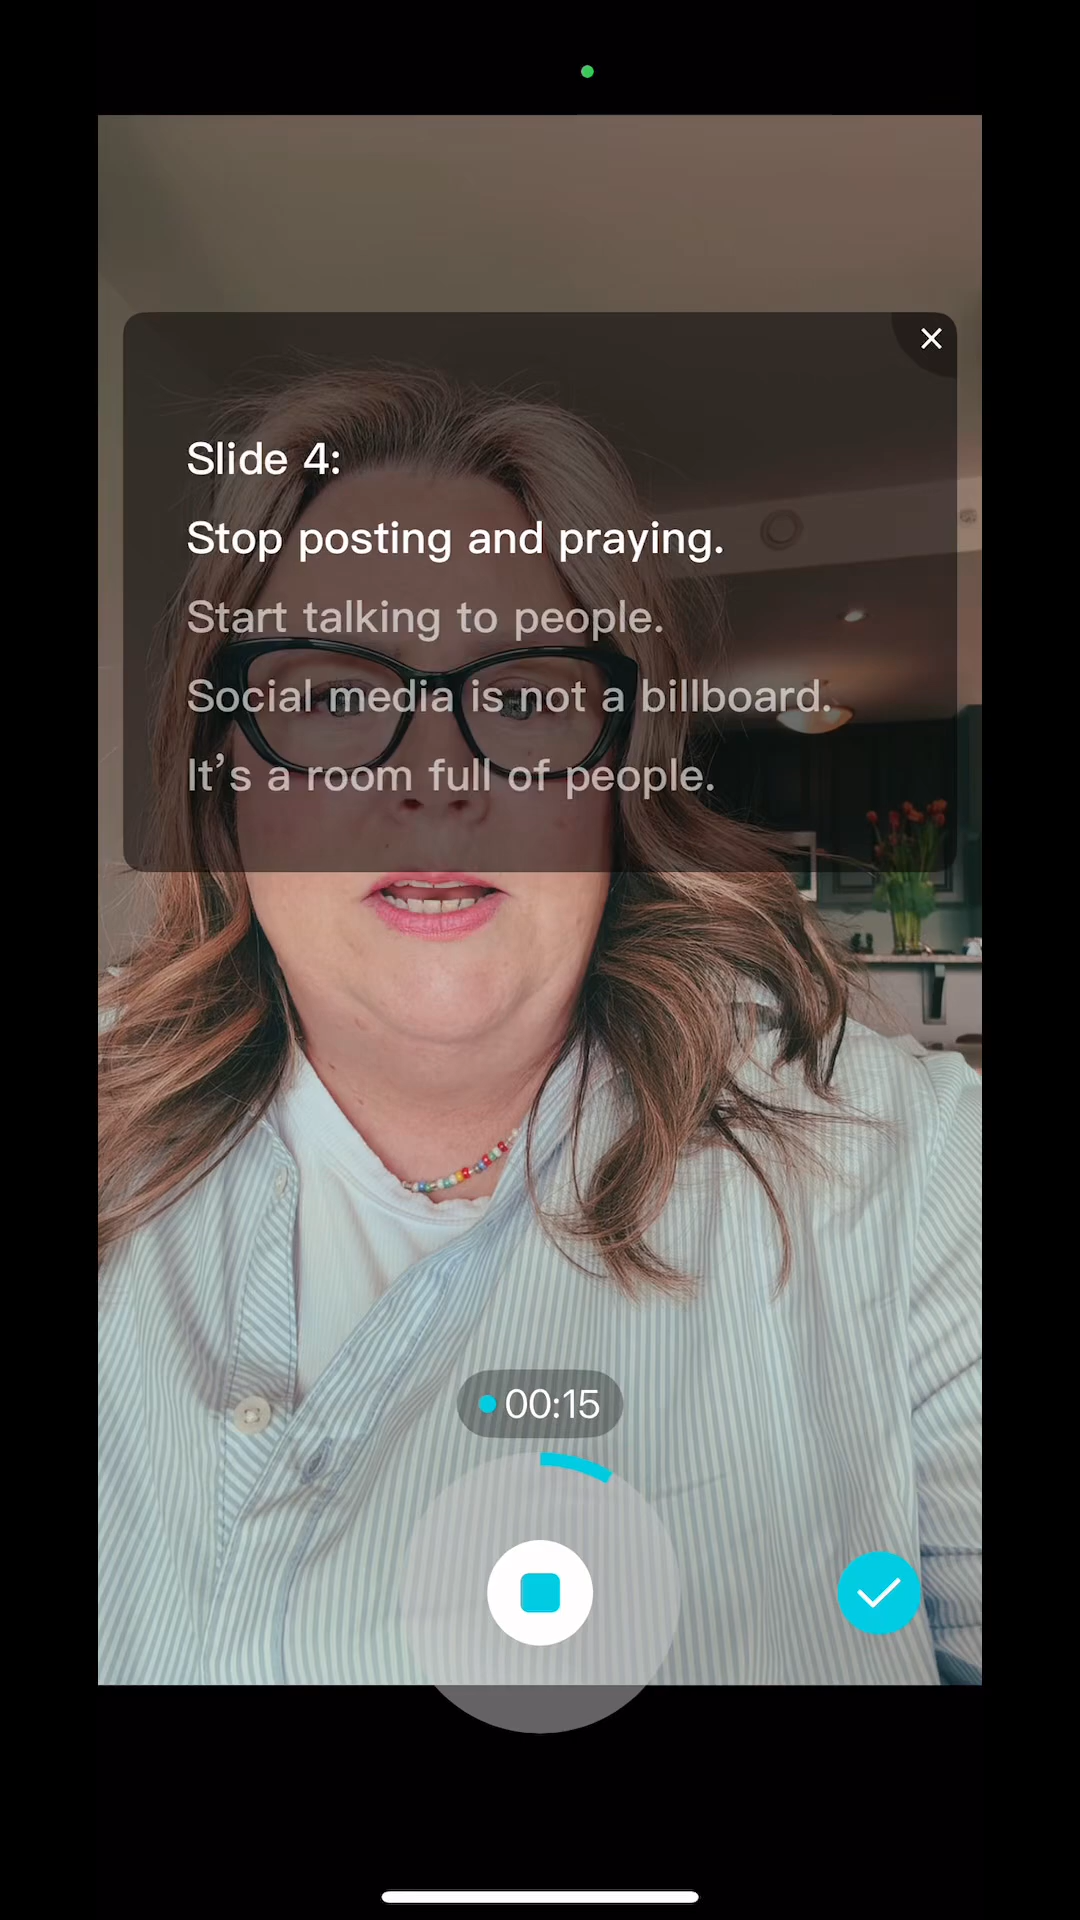 Slide 4:
Stop posting and praying.
Start talking to people.
Social media is not a billboard.
It’s a room full of people.
00:15